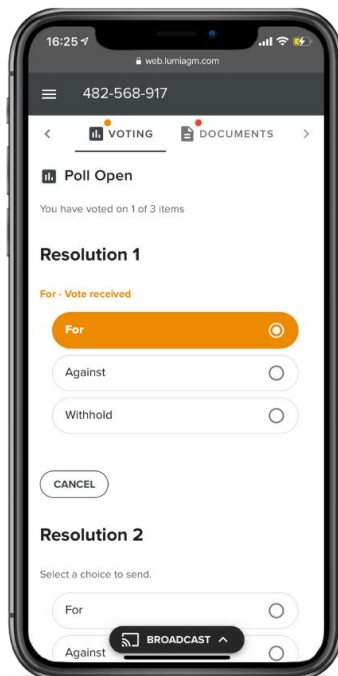 16:25
web.lumiagm.com
482-568-917
VOTING DOCUMENTS
Poll Open
You have voted on 1 of 3 items
Resolution 1
For - Vote received
For
Against
Withhold
CANCEL
Resolution 2
Select a choice to send.
For
BROADCAST
Against